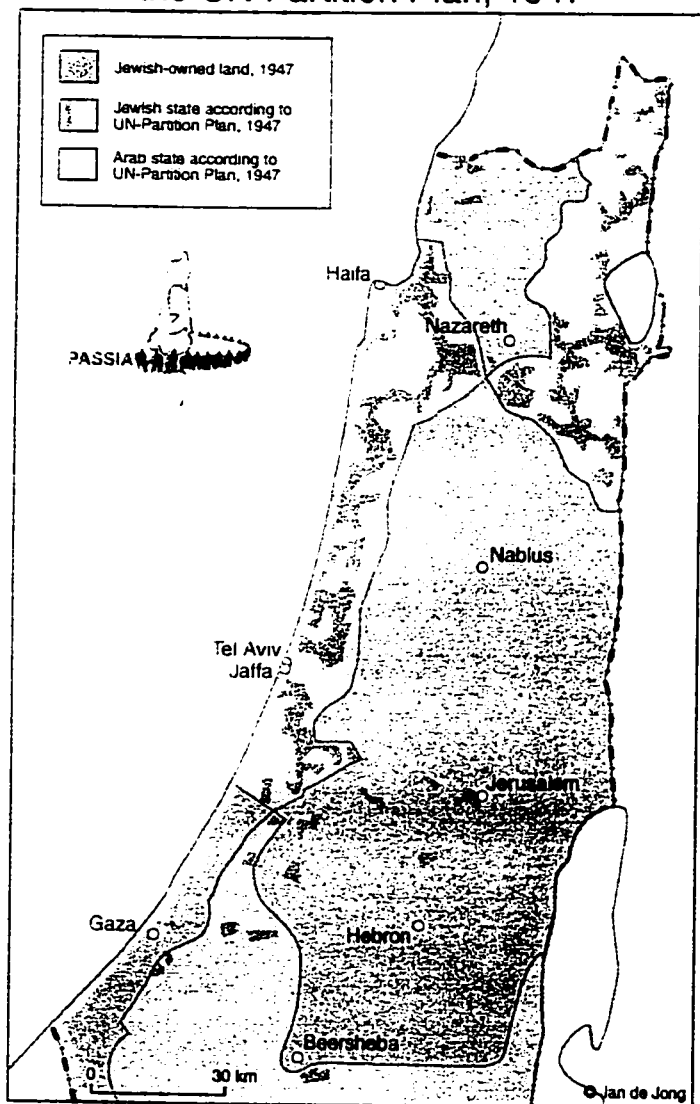 Jewish-owned land, 1947
Jewish state according to
UN-Partition Plan, 1947
Arab state according to
UN-Partition Plan, 1947
Haifa
Nazareth
PASSIA
Nablus
Tel Aviv
Jaffa
Jerusalem
Gaza
Hebron
Beersheba
0 30 km
Jan de Jong